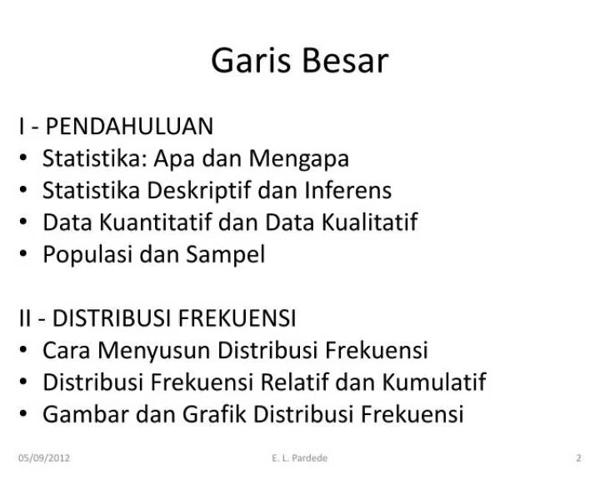 Garis Besar
I - PENDAHULUAN
• Statistika: Apa dan Mengapa
• Statistika Deskriptif dan Inferens
• Data Kuantitatif dan Data Kualitatif
• Populasi dan Sampel
II - DISTRIBUSI FREKUENSI
• Cara Menyusun Distribusi Frekuensi
• Distribusi Frekuensi Relatif dan Kumulatif
• Gambar dan Grafik Distribusi Frekuensi
05/09/2012 E. L. Pardede 2